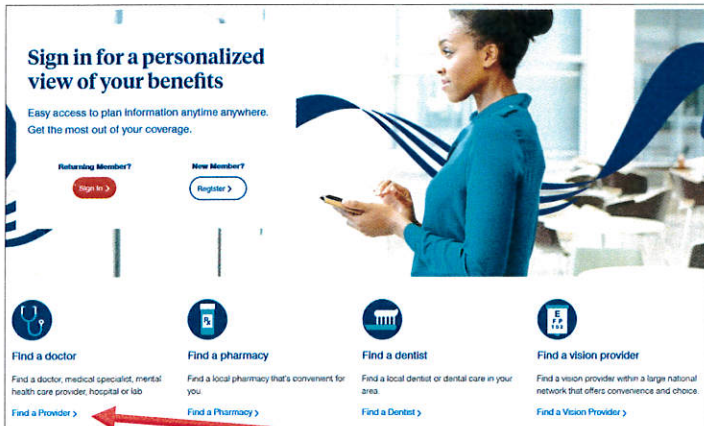 Sign in for a personalized
view of your benefits
Easy access to plan information anytime anywhere.
Get the most out of your coverage.
Returning Member?
New Member?
Sign In >
Register >
Rx
E
F P
Find a doctor
Find a pharmacy
Find a dentist
Find a vision provider
Find a doctor, medical specialist, mental
health care provider, hospital or lab
Find a local pharmacy that's convenient for
you.
Find a local dentist or dental care in your
area.
Find a vision provider within a large national
network that offers convenience and choice.
Find a Provider >
Find a Pharmacy >
Find a Dentist >
Find a Vision Provider >